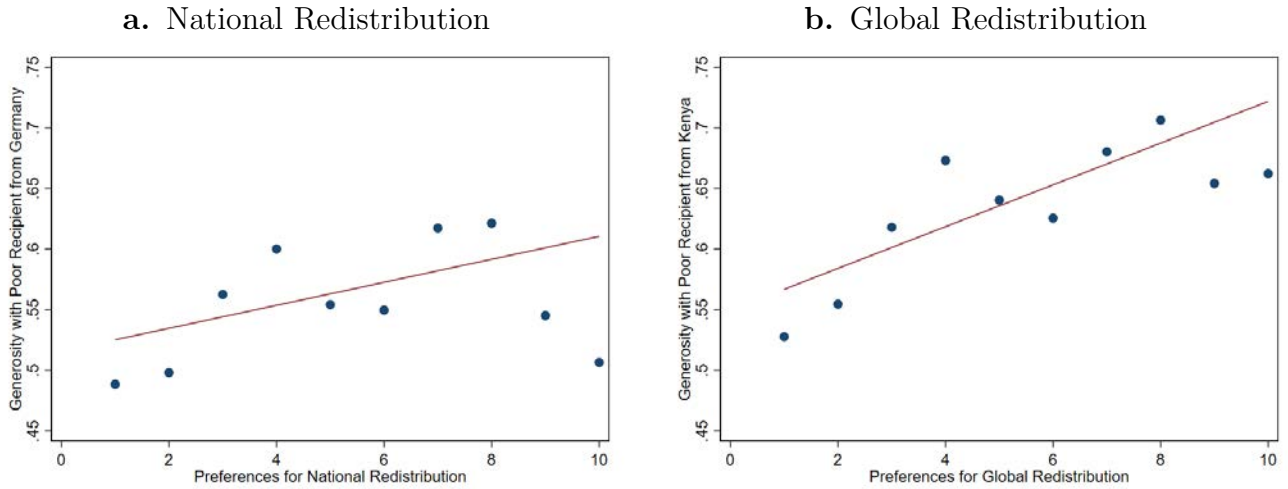 a. National Redistribution
Generosity with Poor Recipient from Germany
.75
.7
.65
.6
.55
.5
.45
0 2 4 6 8 10
Preferences for National Redistribution
b. Global Redistribution
Generosity with Poor Recipient from Kenya
.75
.7
.65
.6
.55
.5
.45
0 2 4 6 8 10
Preferences for Global Redistribution